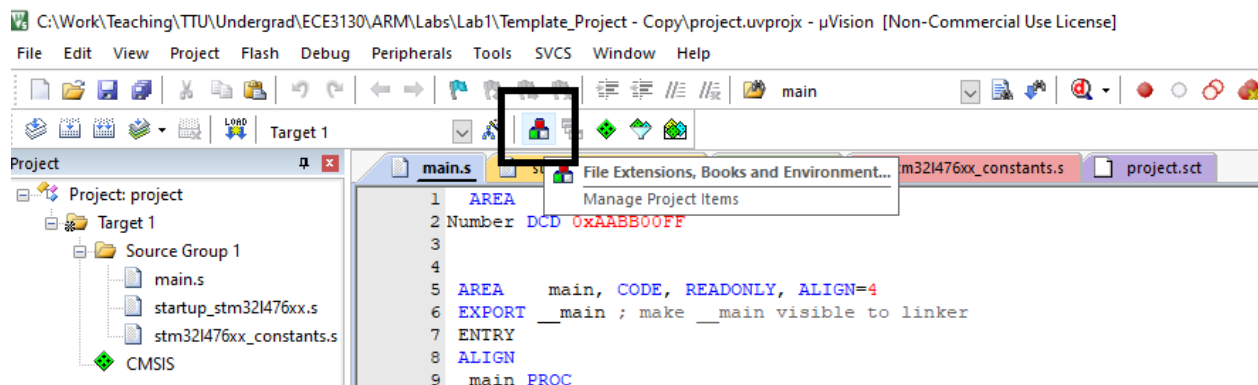 C:\Work\Teaching\TTU\Undergrad\ECE3130\ARM\Labs\Lab1\Template_Project - Copy\project.uvprojx - µVision [Non-Commercial Use License]
File Edit View Project Flash Debug Peripherals Tools SVCS Window Help
main
LOAD Target 1
Project main.s st File Extensions, Books and Environment... tm32l476xx_constants.s project.sct
Manage Project Items
Project: project
Target 1
Source Group 1
main.s
startup_stm32l476xx.s
stm32l476xx_constants.s
CMSIS
1 AREA
2 Number DCD 0xAABB00FF
3
4
5 AREA main, CODE, READONLY, ALIGN=4
6 EXPORT __main ; make __main visible to linker
7 ENTRY
8 ALIGN
9 __main PROC